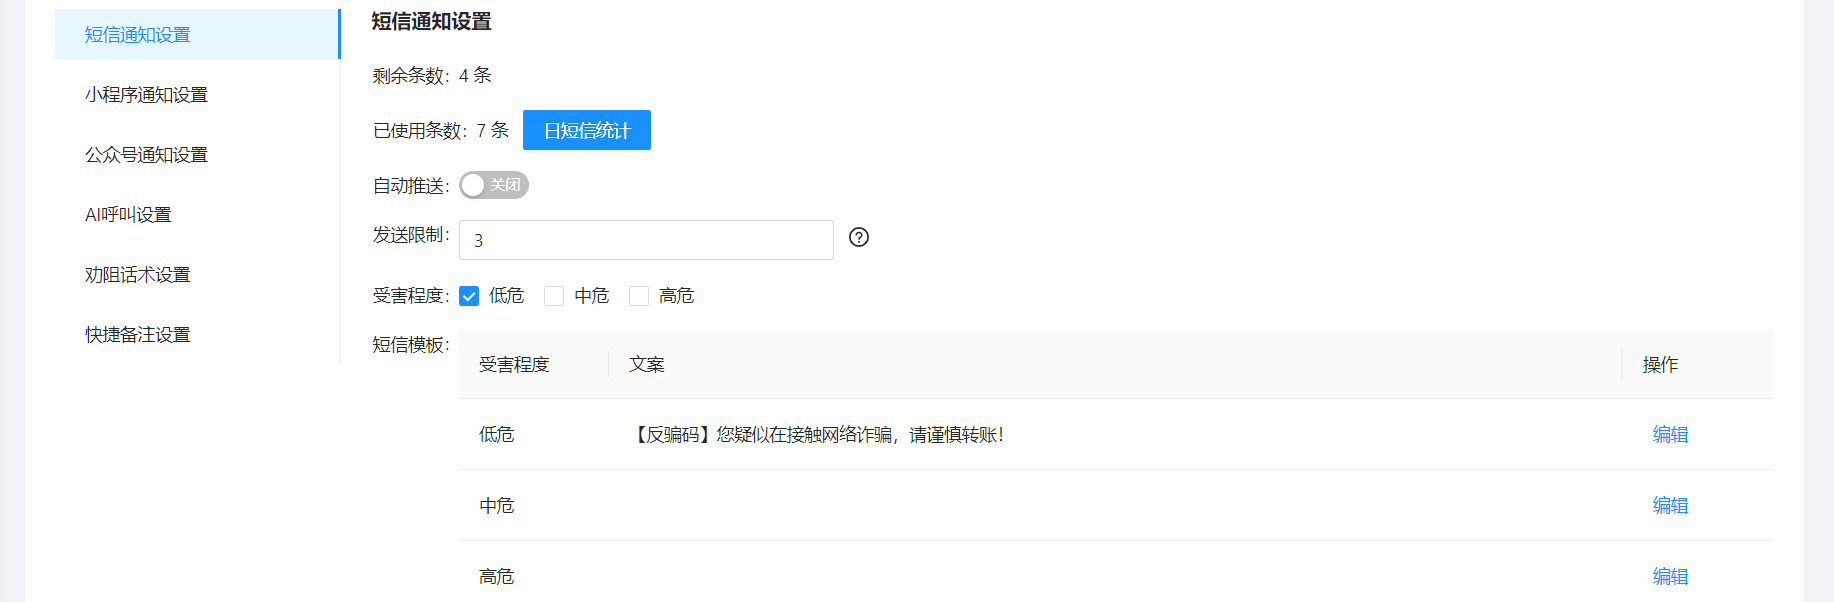 短信通知设置
小程序通知设置
公众号通知设置
AI呼叫设置
劝阻话术设置
快捷备注设置
短信通知设置
剩余条数：4 条
已使用条数：7 条 日短信统计
自动推送： 关闭
发送限制： 3
受害程度： 低危 中危 高危
短信模板：
受害程度 文案 操作
低危 【反骗码】您疑似在接触网络诈骗，请谨慎转账！ 编辑
中危 编辑
高危 编辑